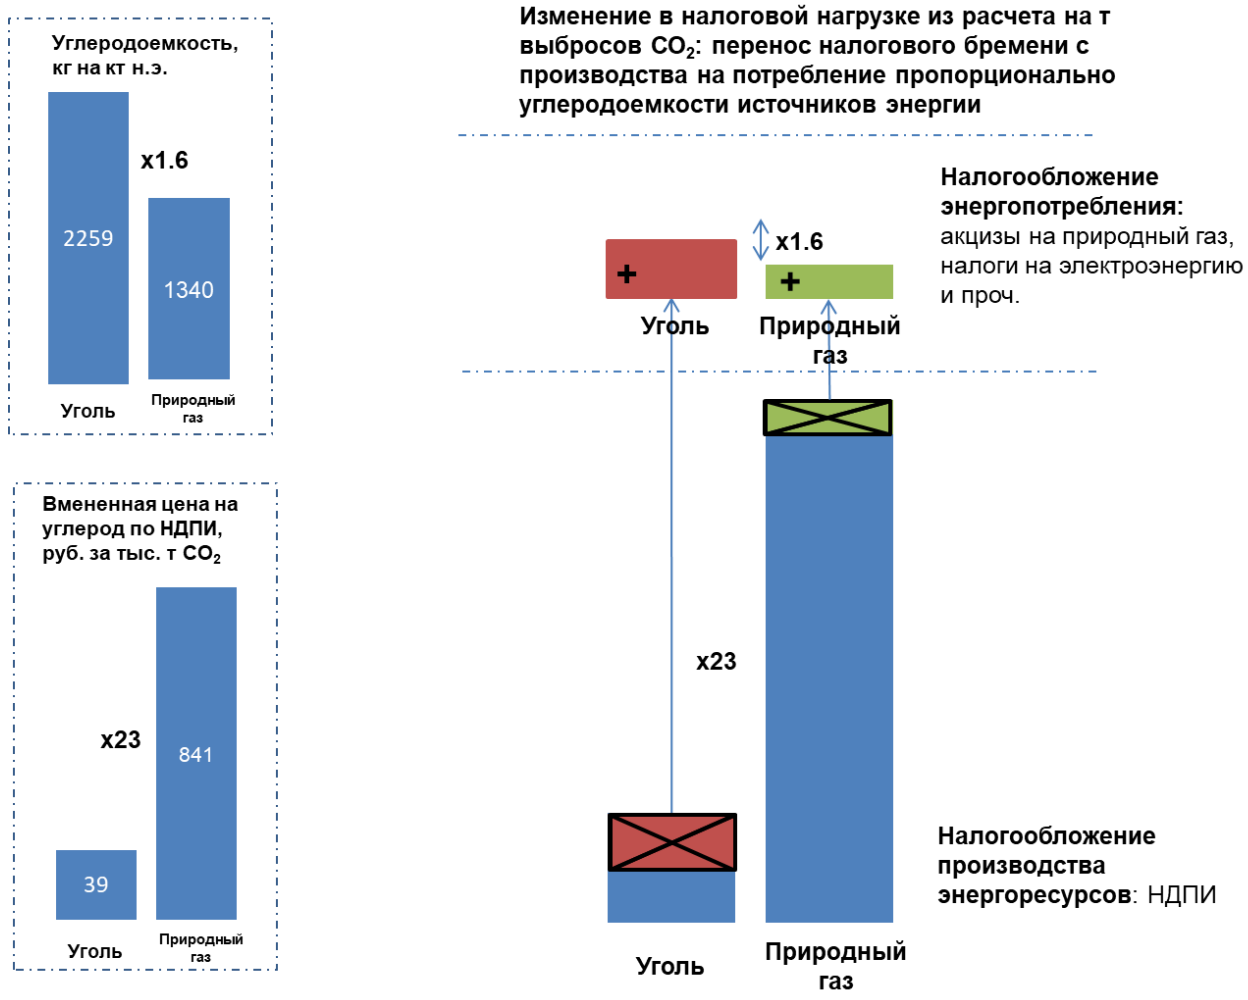 Углеродоемкость,
кг на кт н.э.
x1.6
2259
1340
Уголь
Природный
газ
Вмененная цена на
углерод по НДПИ,
руб. за тыс. т CO₂
x23
841
39
Уголь
Природный
газ
Изменение в налоговой нагрузке из расчета на т
выбросов CO₂: перенос налогового бремени с
производства на потребление пропорционально
углеродоемкости источников энергии
Налогообложение
энергопотребления:
акцизы на природный газ,
налоги на электроэнергию
и проч.
x1.6
+
+
Уголь
Природный
газ
x23
Налогообложение
производства
энергоресурсов: НДПИ
Уголь
Природный
газ